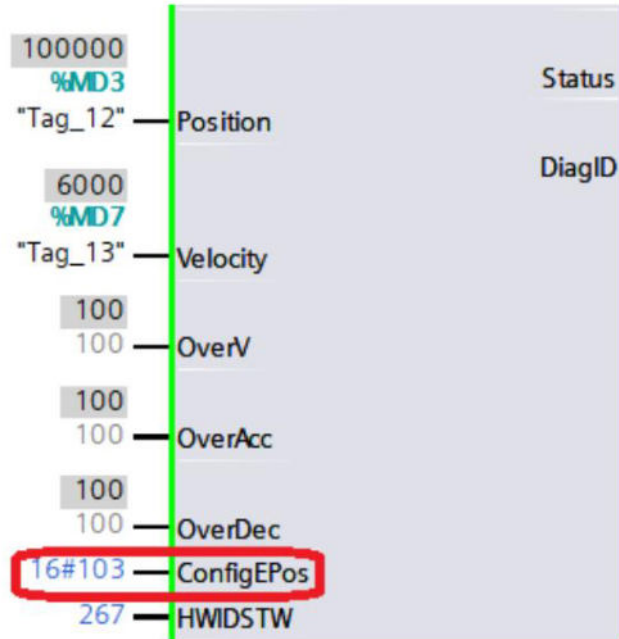 100000
%MD3
Status
"Tag_12" Position
DiagID
6000
%MD7
"Tag_13" Velocity
100
100 OverV
100
100 OverAcc
100
100 OverDec
16#103 ConfigEPos
267 HWIDSTW